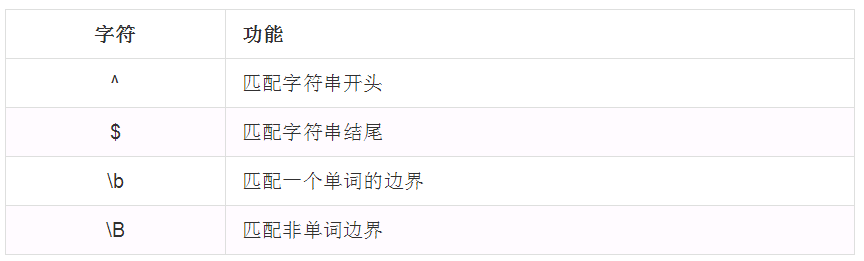 字符 功能
^ 匹配字符串开头
$ 匹配字符串结尾
\b 匹配一个单词的边界
\B 匹配非单词边界